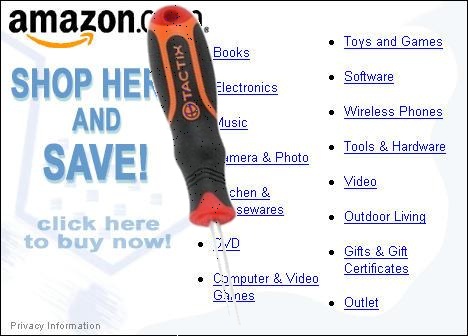 amazon.
SHOP HER
AND
SAVE!
click here
to buy now!
TACTIX
Books
Electronics
Music
amera & Photo
chen &
sewares
DVD
Computer & Video
Games
Toys and Games
Software
Wireless Phones
Tools & Hardware
Video
Outdoor Living
Gifts & Gift
Certificates
Outlet
Privacy Information